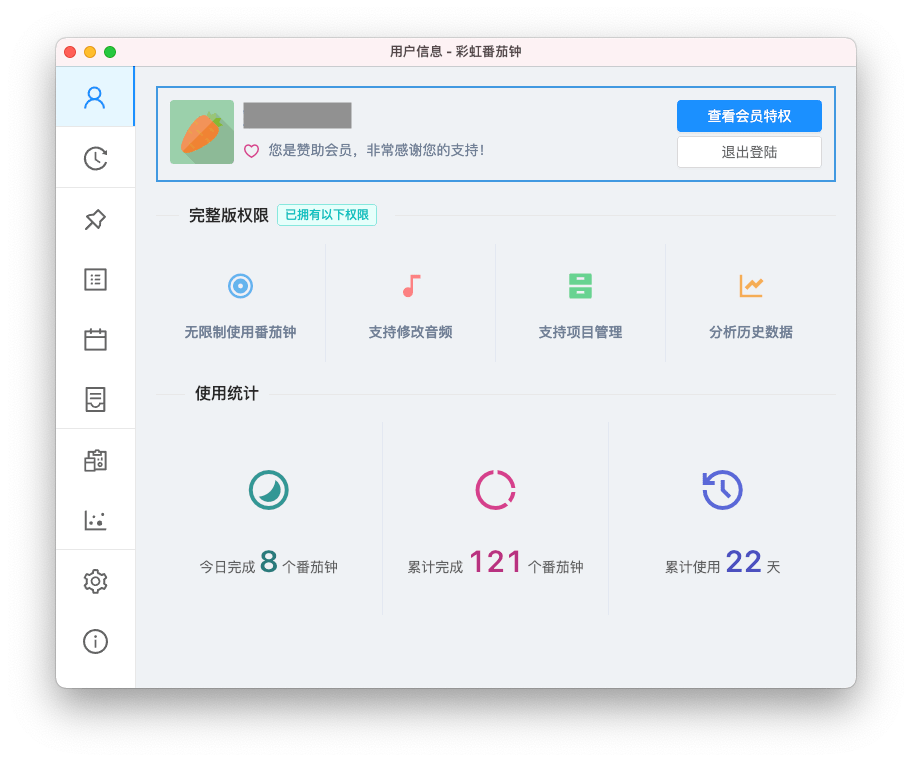 用户信息 - 彩虹番茄钟
查看会员特权
您是赞助会员，非常感谢您的支持！
退出登陆
完整版权限 已拥有以下权限
无限制使用番茄钟 支持修改音频 支持项目管理 分析历史数据
使用统计
今日完成 8 个番茄钟 累计完成 121 个番茄钟 累计使用 22 天